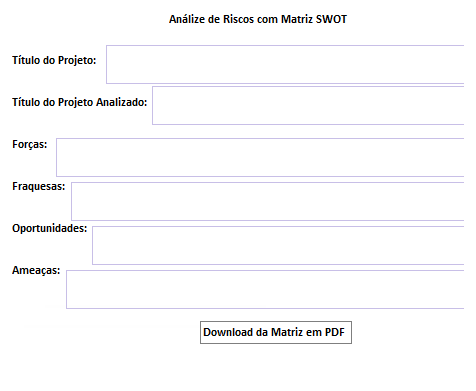 Análize de Riscos com Matriz SWOT
Título do Projeto:
Título do Projeto Analizado:
Forças:
Fraquesas:
Oportunidades:
Ameaças:
Download da Matriz em PDF